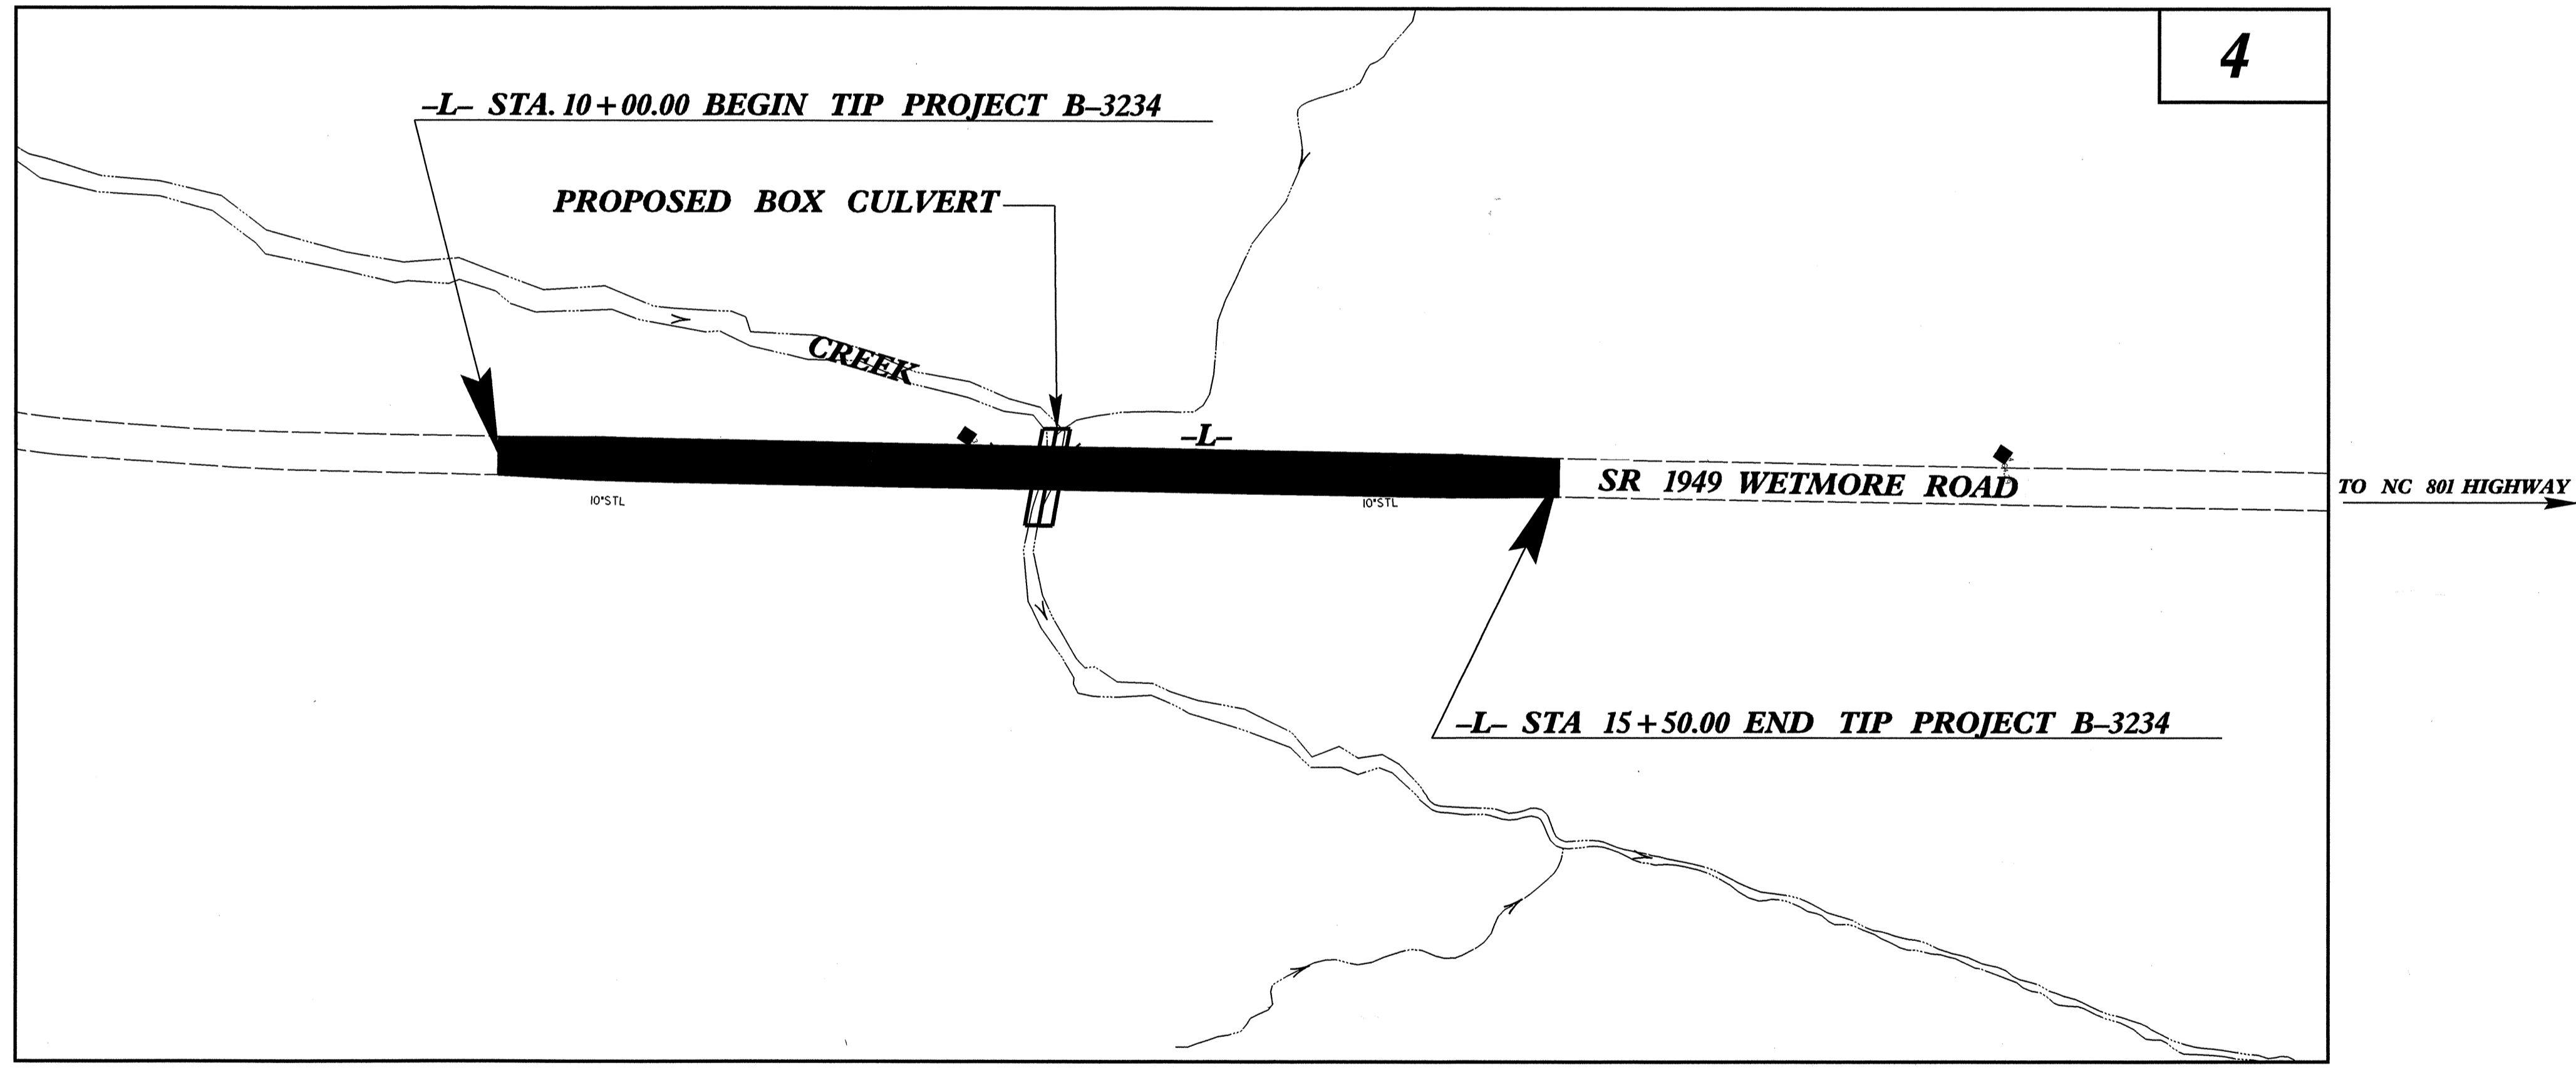 4
–L– STA. 10+00.00 BEGIN TIP PROJECT B–3234
PROPOSED BOX CULVERT
CREEK
–L–
SR 1949 WETMORE ROAD
TO NC 801 HIGHWAY
10"STL
10"STL
–L– STA 15+50.00 END TIP PROJECT B–3234